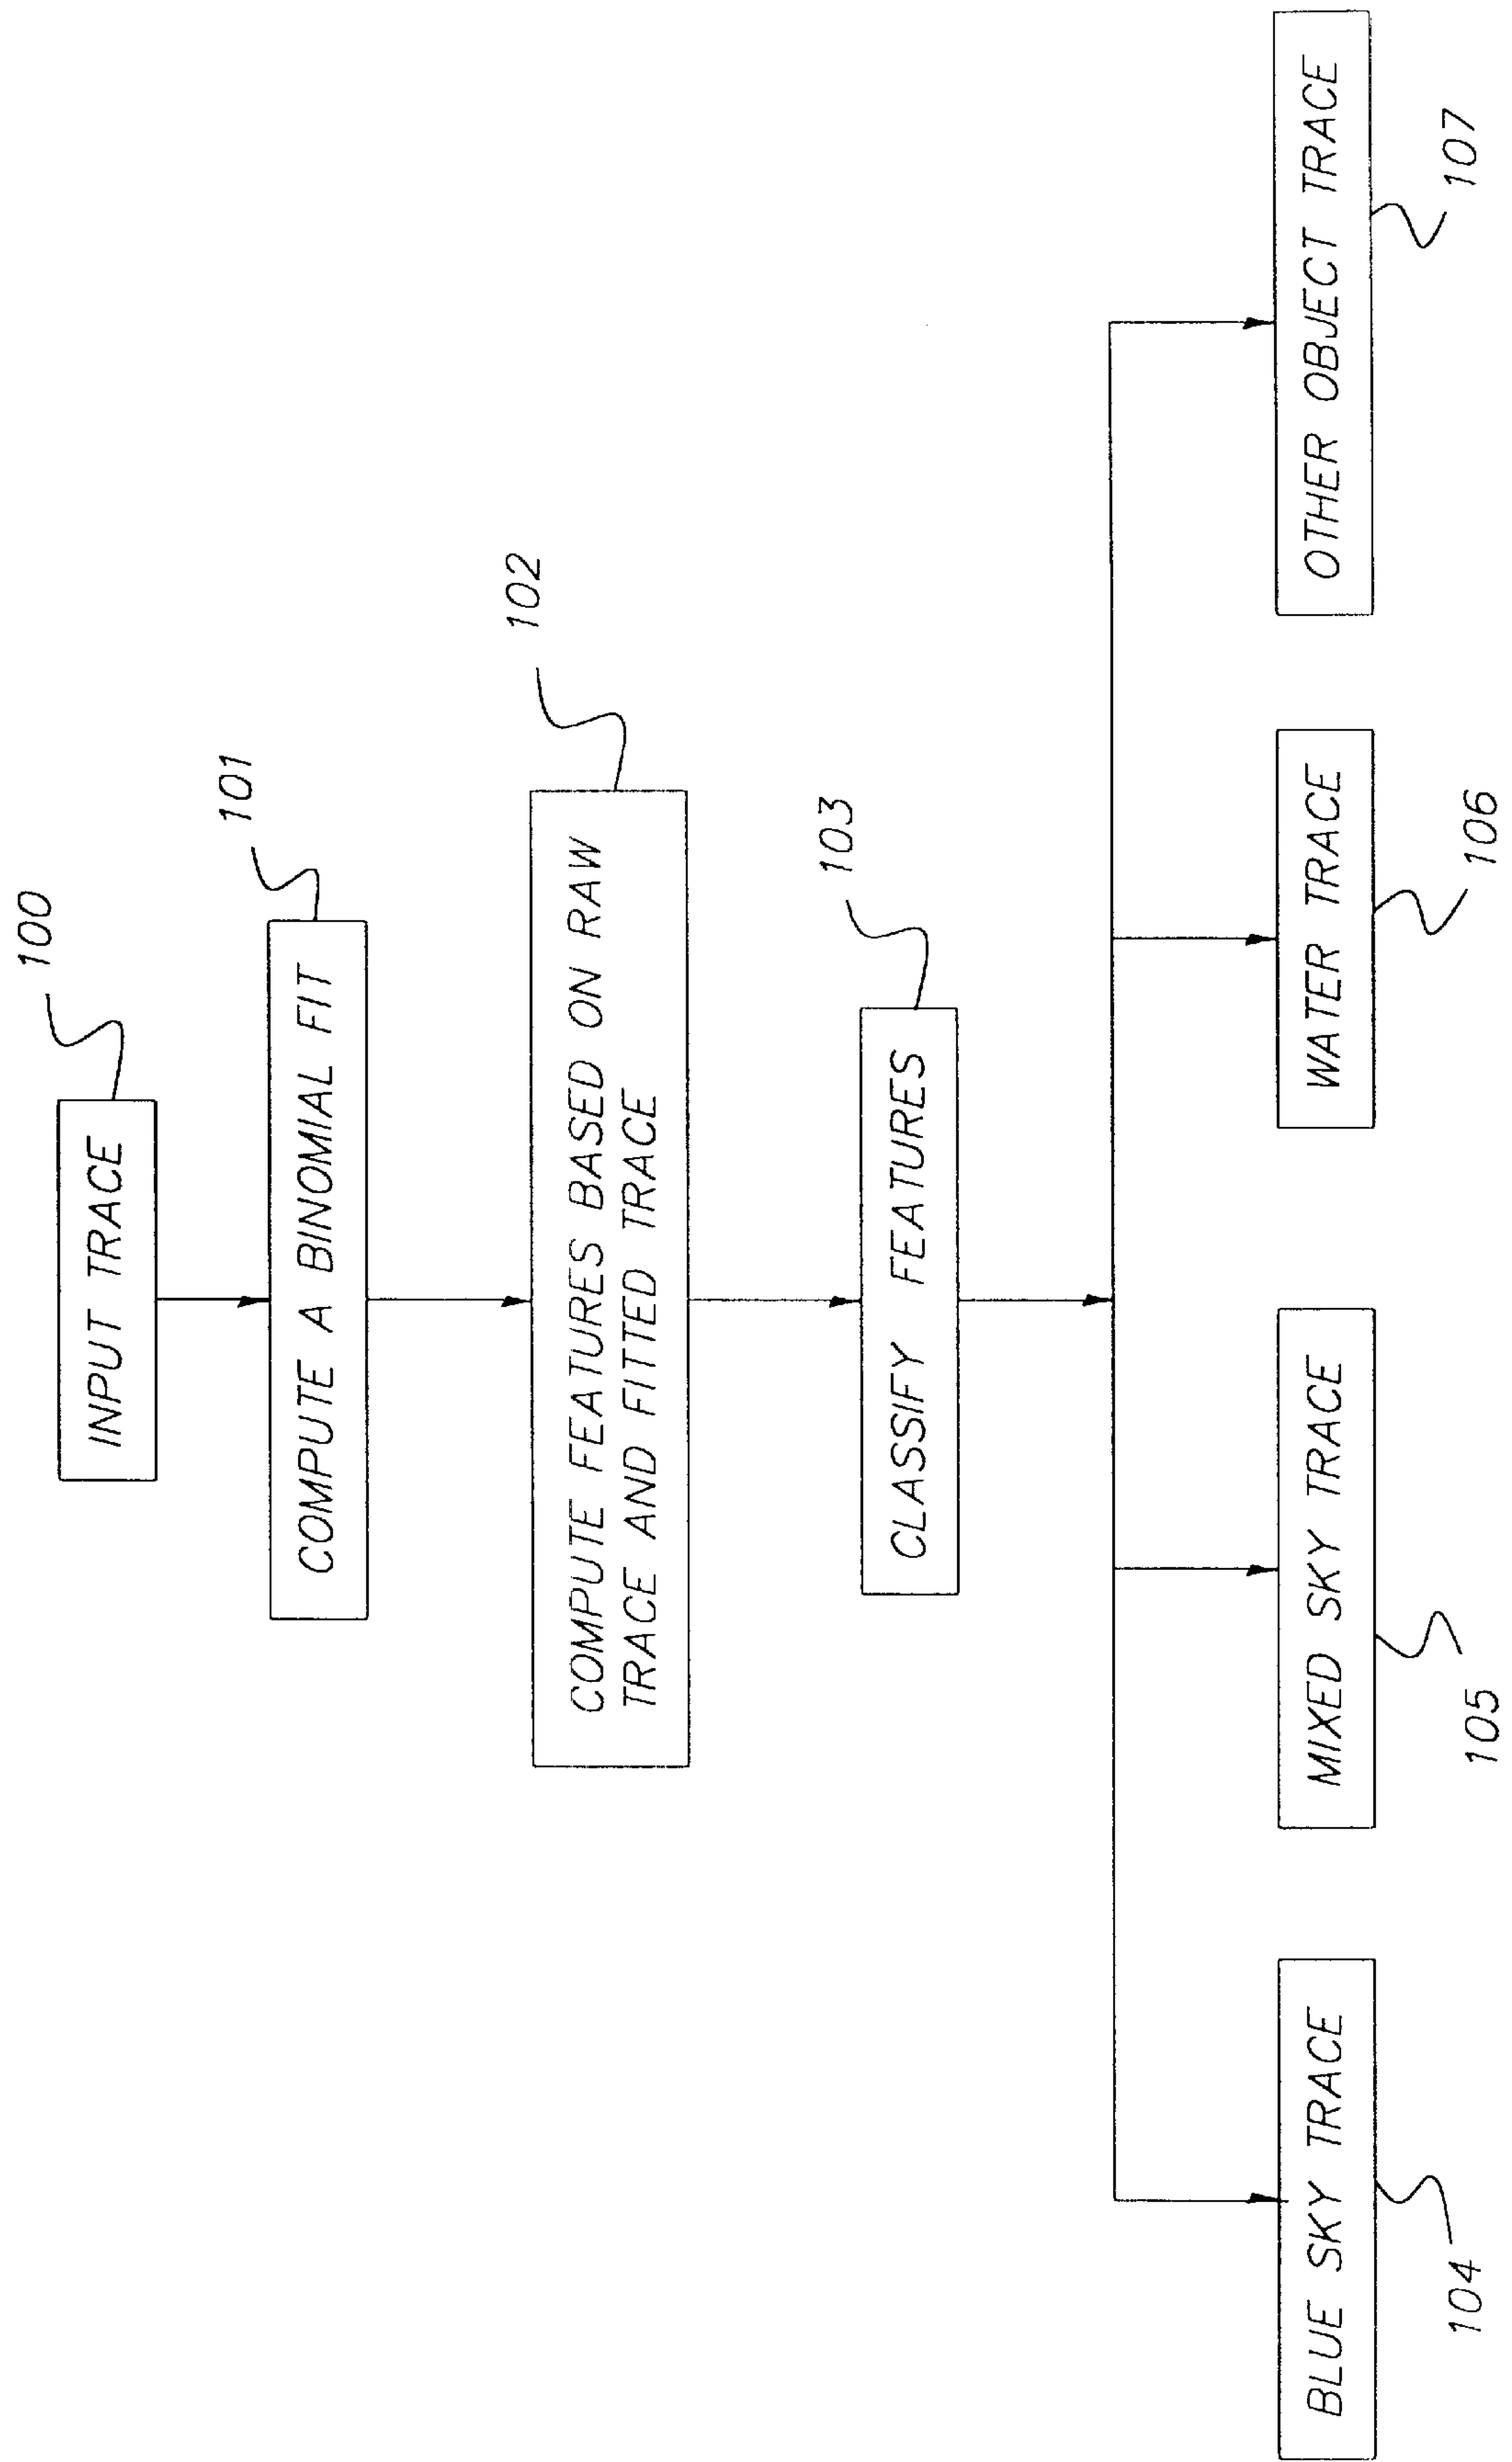 100
INPUT TRACE
101
COMPUTE A BINOMIAL FIT
102
COMPUTE FEATURES BASED ON RAW
TRACE AND FITTED TRACE
103
CLASSIFY FEATURES
BLUE SKY TRACE
104
MIXED SKY TRACE
105
WATER TRACE
106
OTHER OBJECT TRACE
107